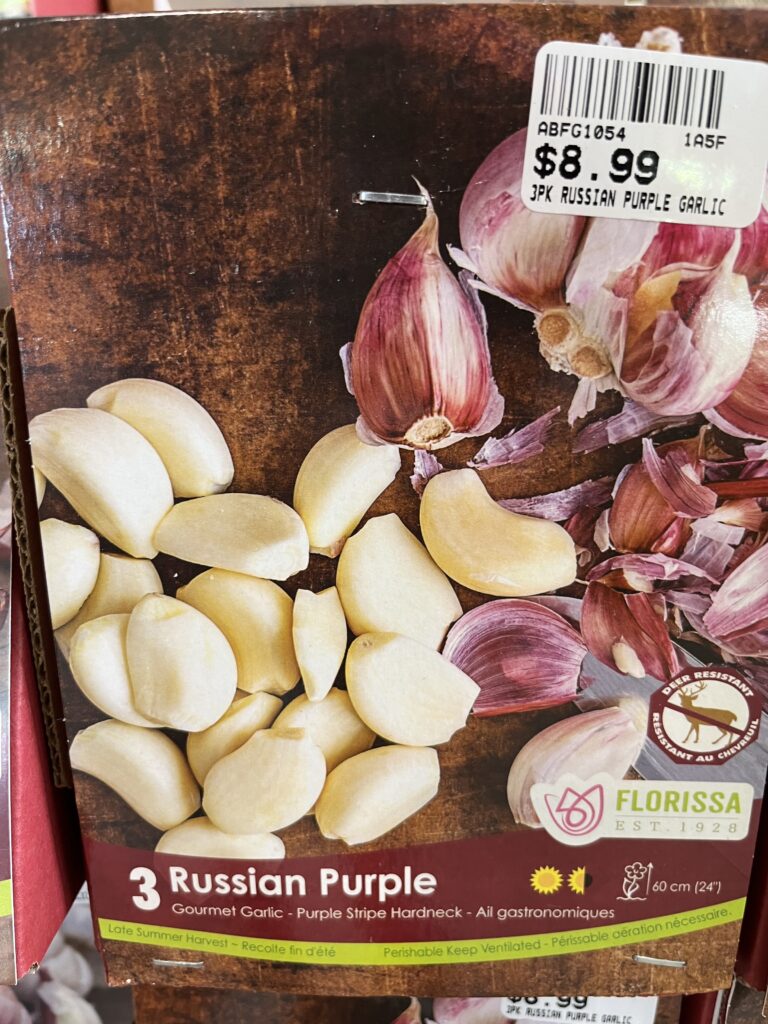 ABFG1054 1A5F
$8.99
3PK RUSSIAN PURPLE GARLIC
DEER RESISTANT
RÉSISTANT AU CHEVREUIL
FLORISSA
EST. 1928
3 Russian Purple
60 cm (24")
Gourmet Garlic - Purple Stripe Hardneck - Ail gastronomiques
Late Summer Harvest ~ Recolte fin d'été Perishable Keep Ventilated - Périssable aération nécessaire.
$8.99
3PK RUSSIAN PURPLE GARLIC